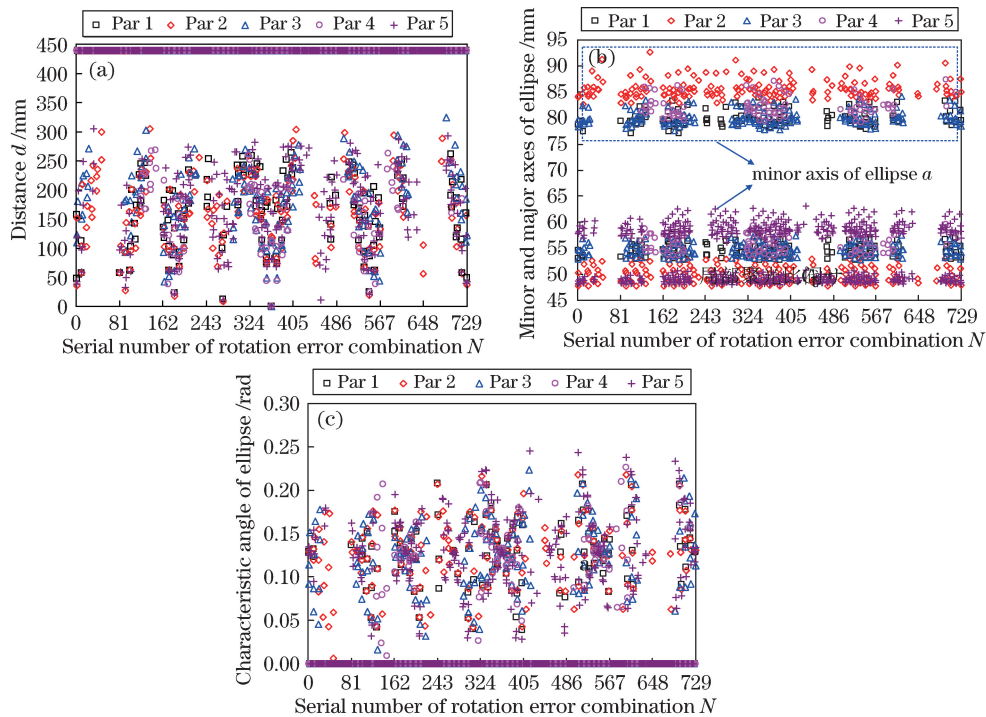 Par 1 Par 2 Par 3 Par 4 Par 5
(a)
Distance d /mm
450
400
350
300
250
200
150
100
50
0
0 81 162 243 324 405 486 567 648 729
Serial number of rotation error combination N
Par 1 Par 2 Par 3 Par 4 Par 5
(b)
Minor and major axes of ellipse /mm
95
90
85
80
75
70
65
60
55
50
45
minor axis of ellipse a
0 81 162 243 324 405 486 567 648 729
Serial number of rotation error combination N
Par 1 Par 2 Par 3 Par 4 Par 5
(c)
Characteristic angle of ellipse /rad
0.30
0.25
0.20
0.15
0.10
0.05
0.00
0 81 162 243 324 405 486 567 648 729
Serial number of rotation error combination N